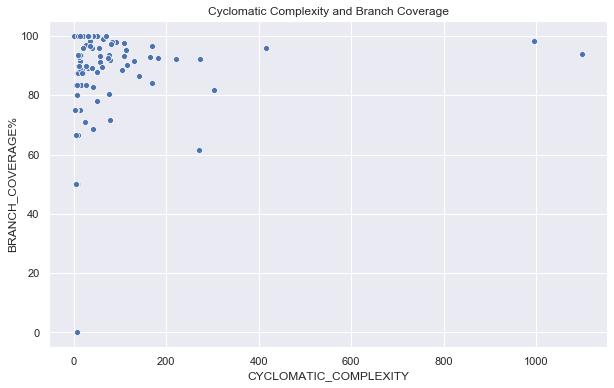 Cyclomatic Complexity and Branch Coverage
100
80
60
40
20
0
BRANCH_COVERAGE%
0 200 400 600 800 1000
CYCLOMATIC_COMPLEXITY